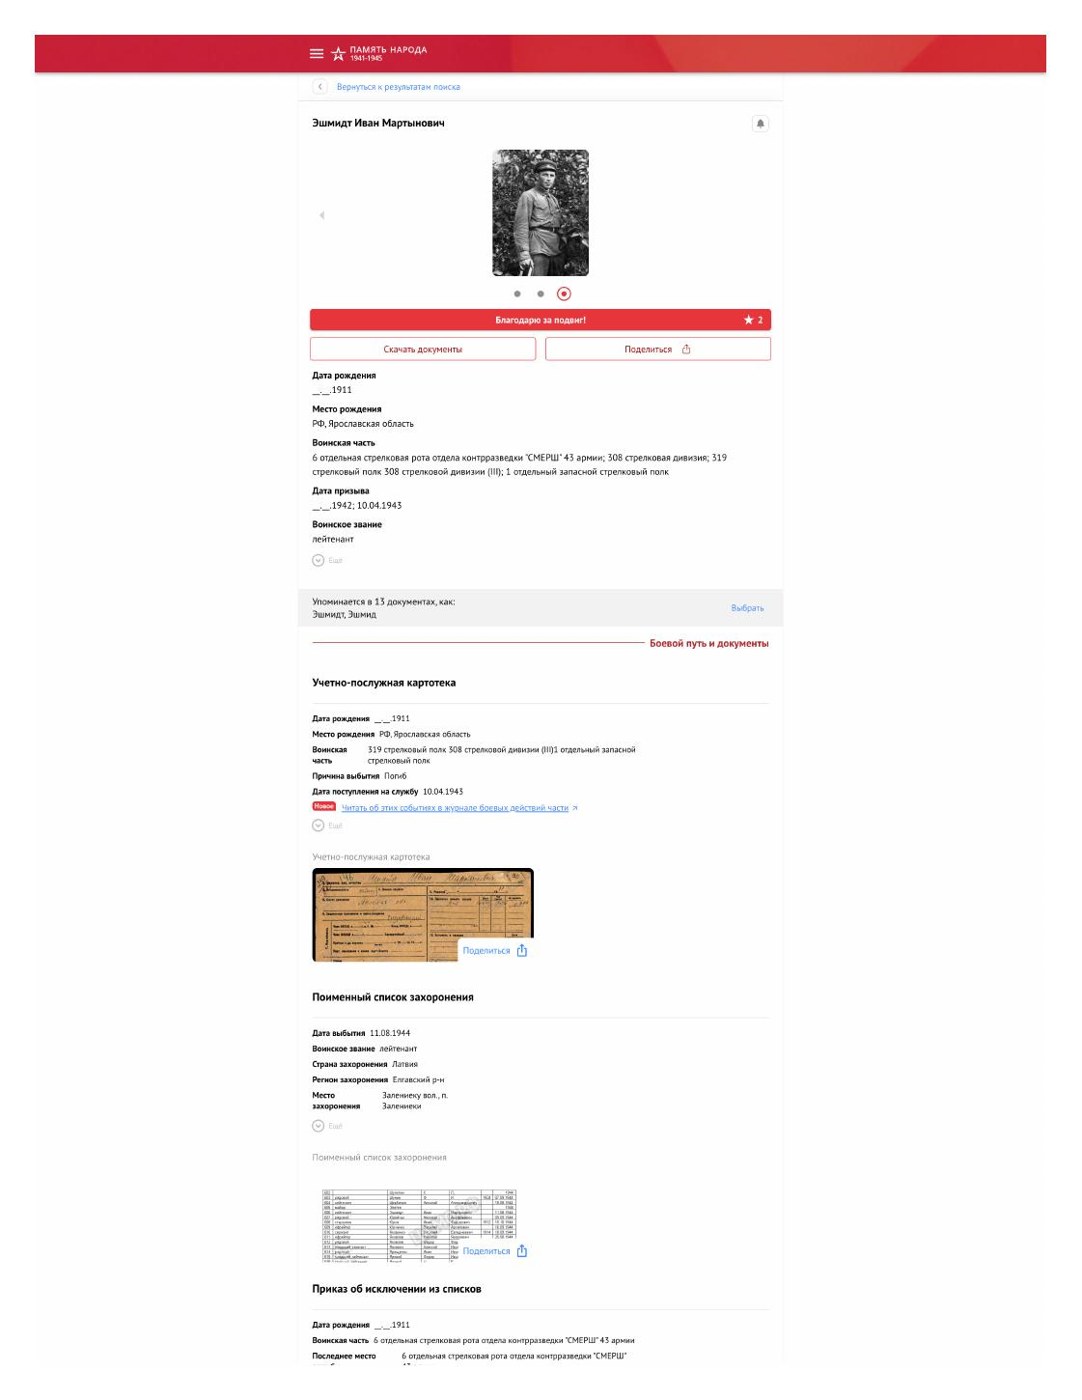 ПАМЯТЬ НАРОДА
1941-1945
Вернуться к результатам поиска
Эшмидт Иван Мартынович
Благодарю за подвиг!
2
Скачать документы
Поделиться
Дата рождения
__.__.1911
Место рождения
РФ, Ярославская область
Воинская часть
6 отдельная стрелковая рота отдела контрразведки "СМЕРШ" 43 армии; 308 стрелковая дивизия; 319
стрелковый полк 308 стрелковой дивизии (III); 1 отдельный запасной стрелковый полк
Дата призыва
__.__.1942; 10.04.1943
Воинское звание
лейтенант
Ещё
Упоминается в 13 документах, как:
Эшмидт, Эшмид
Выбрать
Боевой путь и документы
Учетно-послужная картотека
Дата рождения __.__.1911
Место рождения РФ, Ярославская область
Воинская часть 319 стрелковый полк 308 стрелковой дивизии (III)1 отдельный запасной
стрелковый полк
Причина выбытия Погиб
Дата поступления на службу 10.04.1943
Новое Читать об этих событиях в журнале боевых действий части
Ещё
Учетно-послужная картотека
Поделиться
Поименный список захоронения
Дата выбытия 11.08.1944
Воинское звание лейтенант
Страна захоронения Латвия
Регион захоронения Елгавский р-н
Место захоронения Залениеку вол., п.
Залениеки
Ещё
Поименный список захоронения
Поделиться
Приказ об исключении из списков
Дата рождения __.__.1911
Воинская часть 6 отдельная стрелковая рота отдела контрразведки "СМЕРШ" 43 армии
Последнее место 6 отдельная стрелковая рота отдела контрразведки "СМЕРШ"